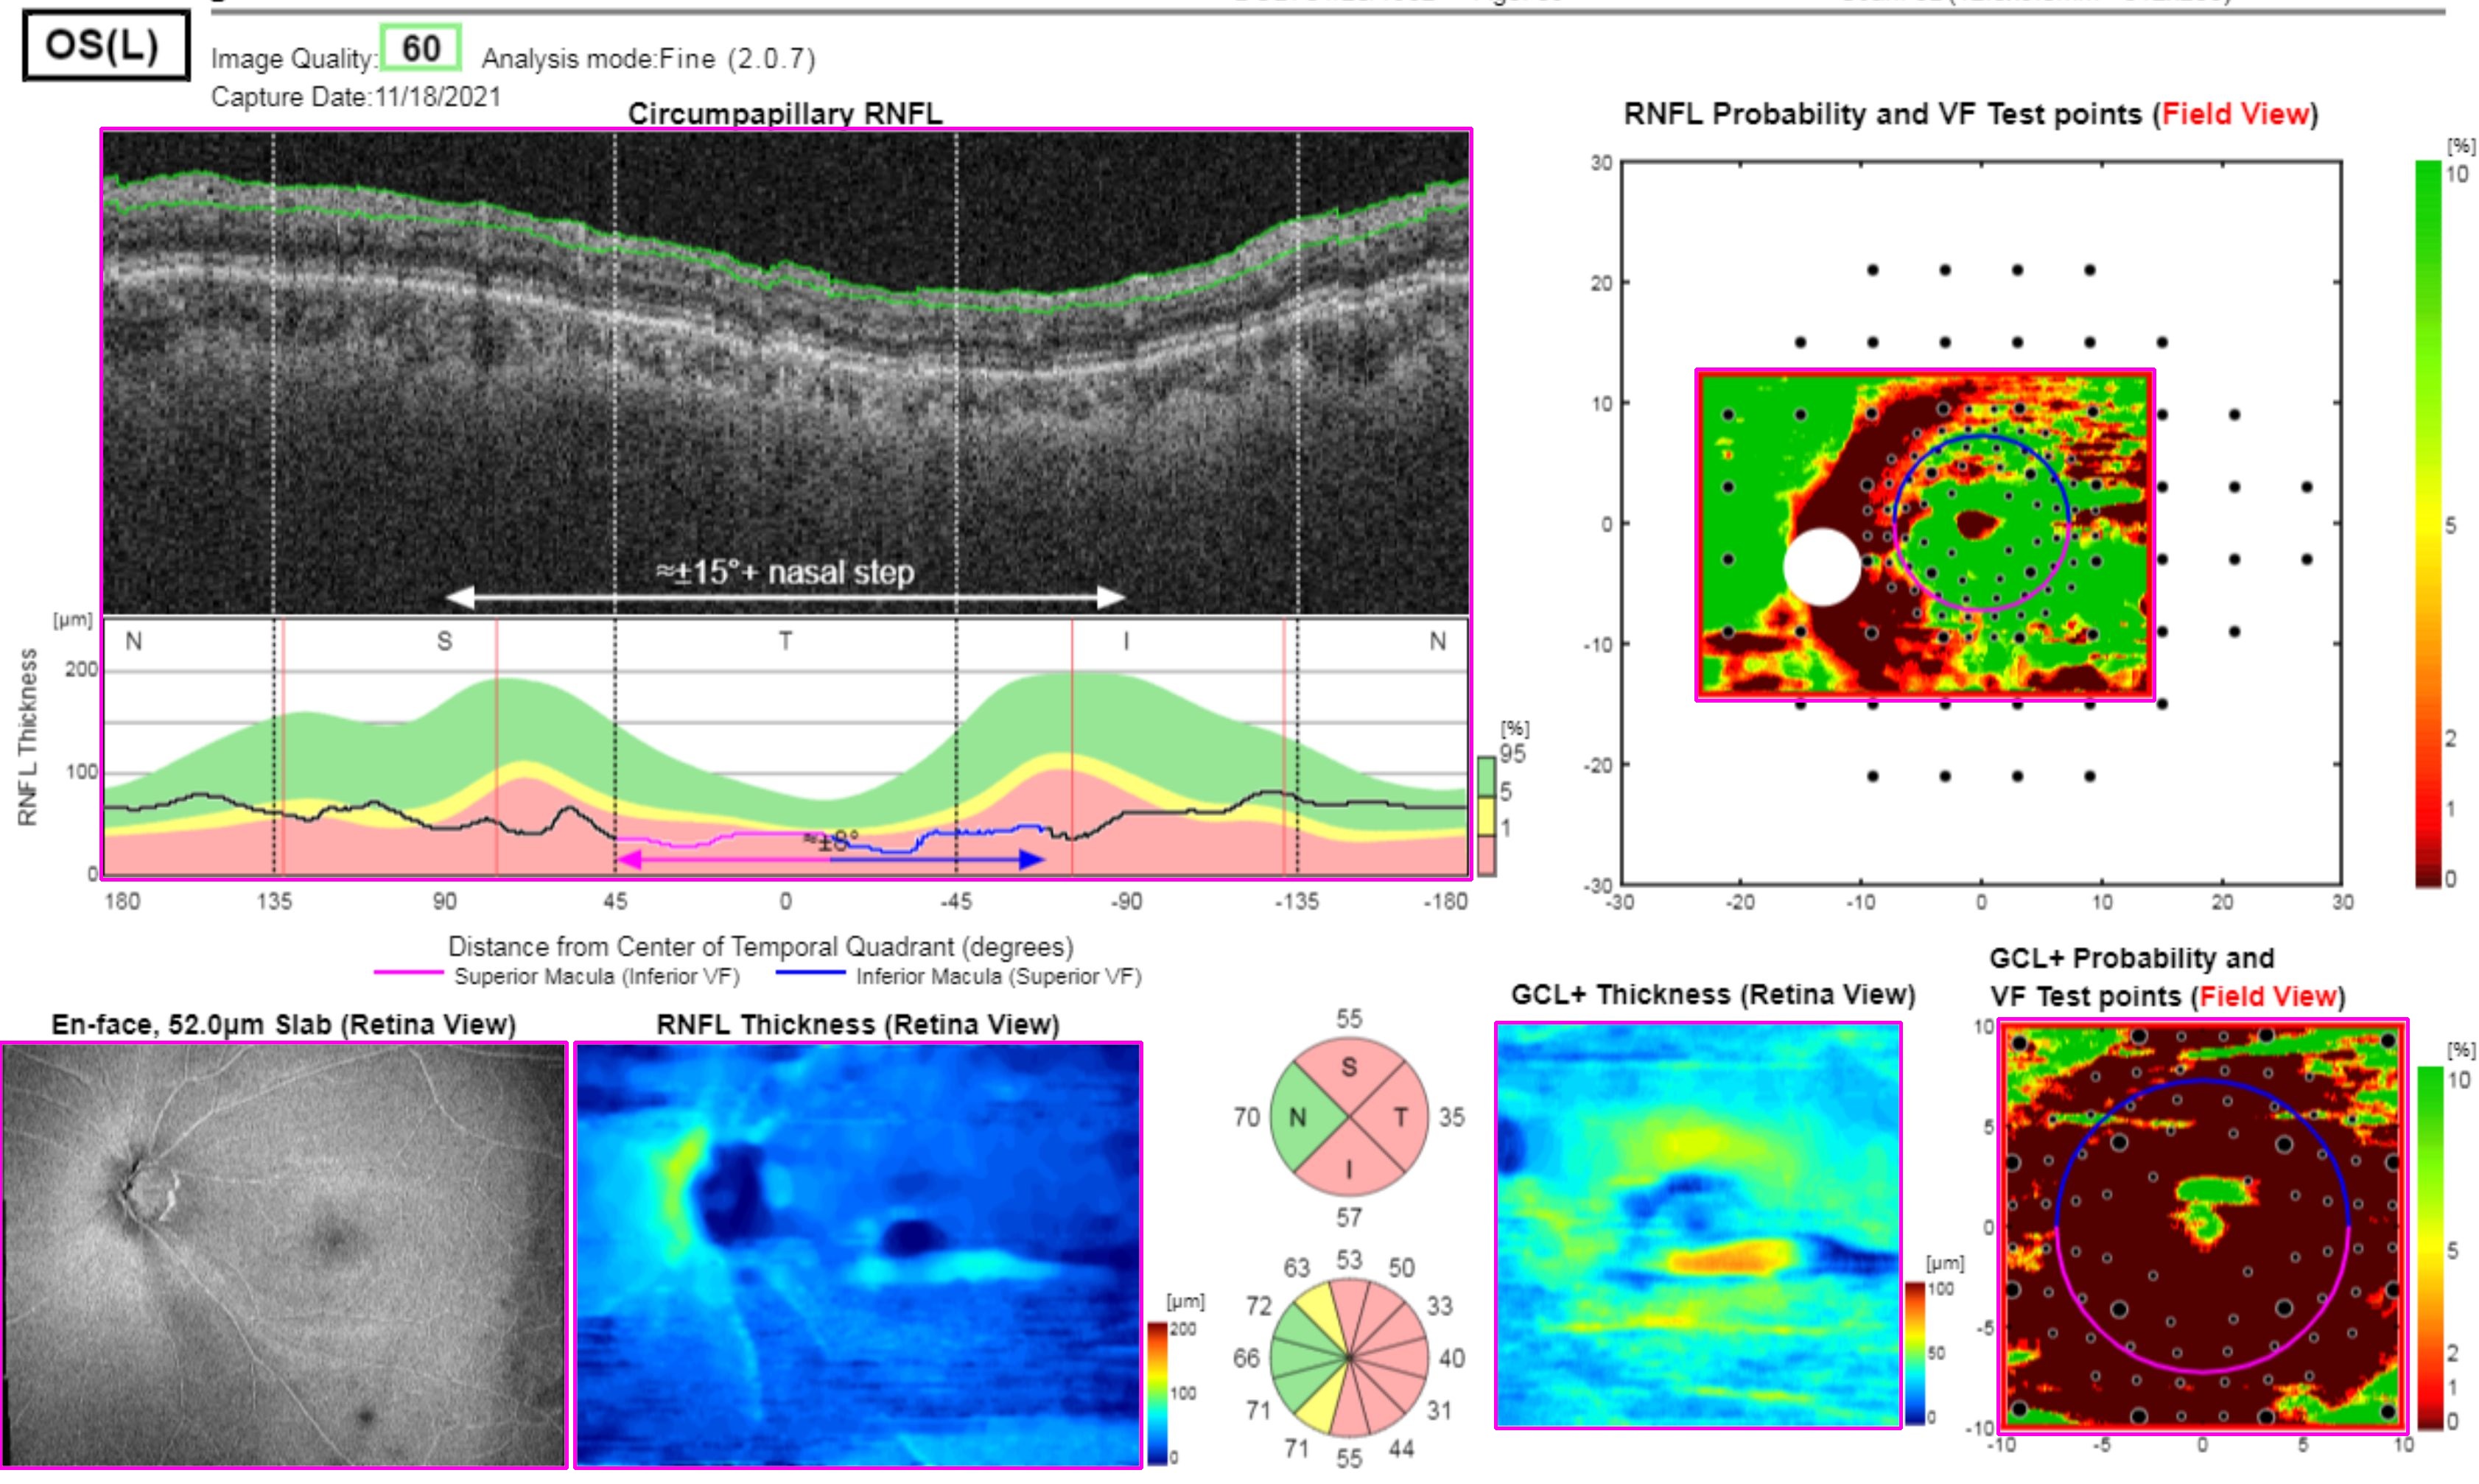 OS(L)
Image Quality: 60 Analysis mode:Fine (2.0.7)
Capture Date:11/18/2021
Circumpapillary RNFL
≈±15°+ nasal step
[µm]
N S T I N
RNFL Thickness
200
100
0
≈±8°
[%]
95
5
1
180 135 90 45 0 -45 -90 -135 -180
Distance from Center of Temporal Quadrant (degrees)
Superior Macula (Inferior VF) Inferior Macula (Superior VF)
RNFL Probability and VF Test points (Field View)
30
20
10
0
-10
-20
-30
-30 -20 -10 0 10 20 30
[%]
10
5
2
1
0
En-face, 52.0µm Slab (Retina View)
RNFL Thickness (Retina View)
[µm]
200
100
0
55
S
70 N T 35
I
57
53
63 50
72 33
66 40
71 31
71 44
55
GCL+ Thickness (Retina View)
[µm]
100
50
0
GCL+ Probability and
VF Test points (Field View)
10
5
0
-5
-10
-10 -5 0 5 10
[%]
10
5
2
1
0